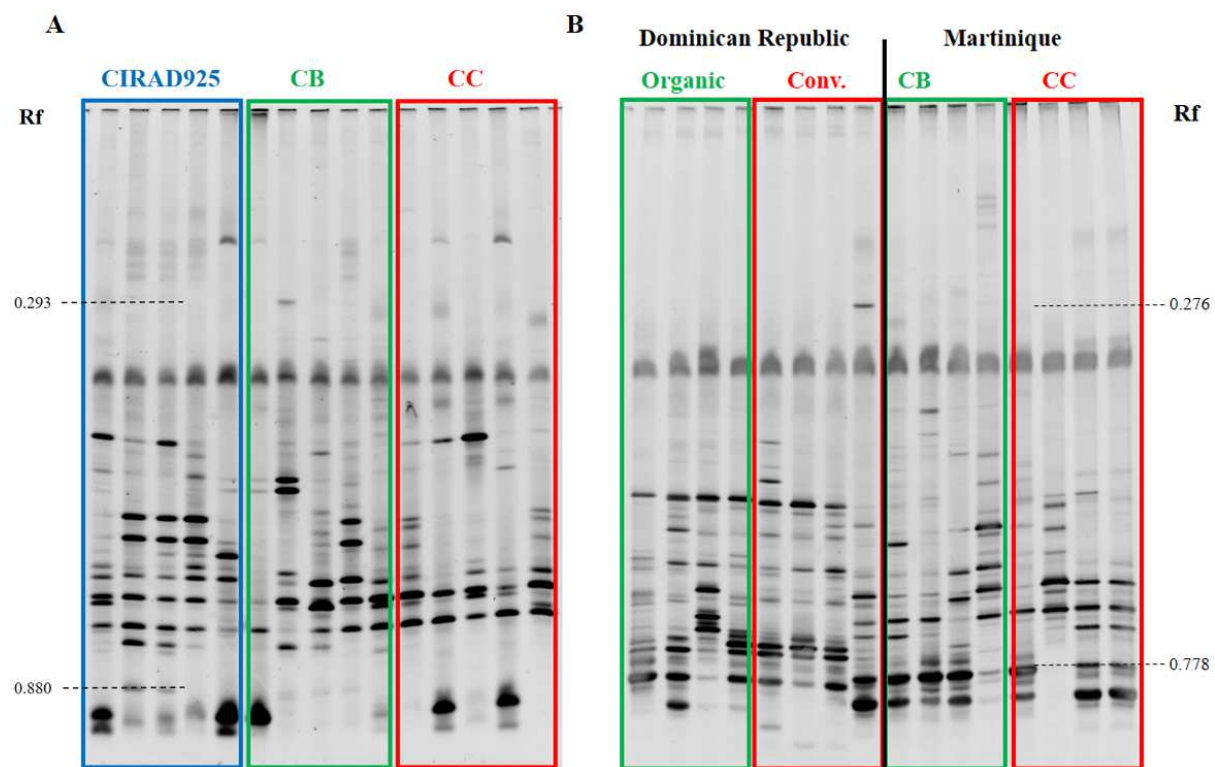 A
B
Dominican Republic Martinique
CIRAD925 CB CC
Organic Conv. CB CC
Rf
Rf
0.293
0.276
0.778
0.880